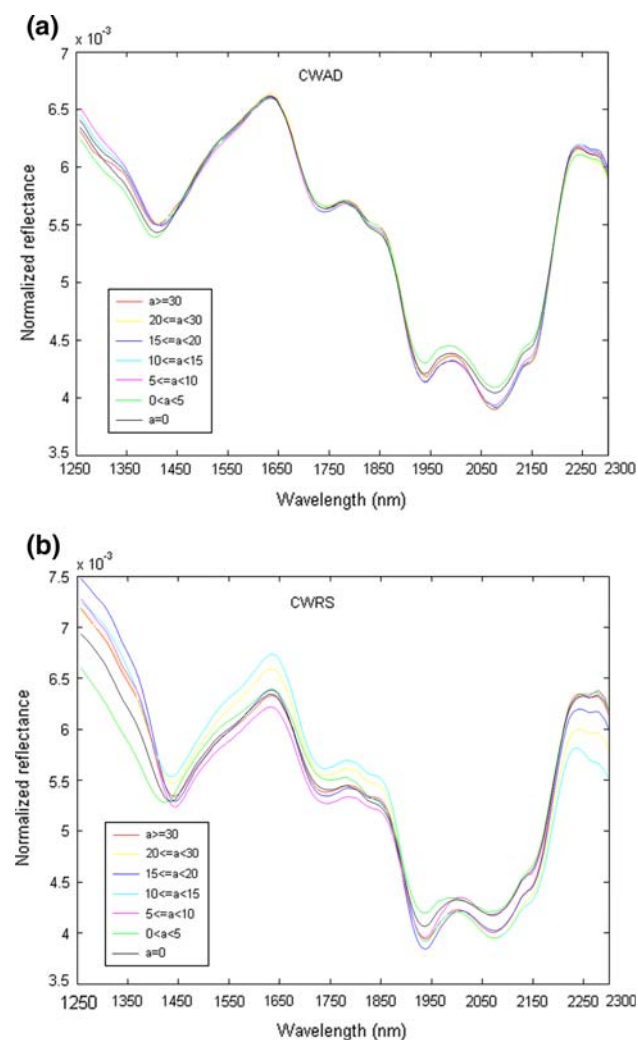 (a)
x 10⁻³
7
CWAD
6.5
6
5.5
5
4.5
4
3.5
Normalized reflectance
a>=30
20<=a<30
15<=a<20
10<=a<15
5<=a<10
0<a<5
a=0
1250 1350 1450 1550 1650 1750 1850 1950 2050 2150 2250 2300
Wavelength (nm)
(b)
x 10⁻³
7.5
CWRS
7
6.5
6
5.5
5
4.5
4
3.5
Normalized reflectance
a>=30
20<=a<30
15<=a<20
10<=a<15
5<=a<10
0<a<5
a=0
1250 1350 1450 1550 1650 1750 1850 1950 2050 2150 2250 2300
Wavelength (nm)